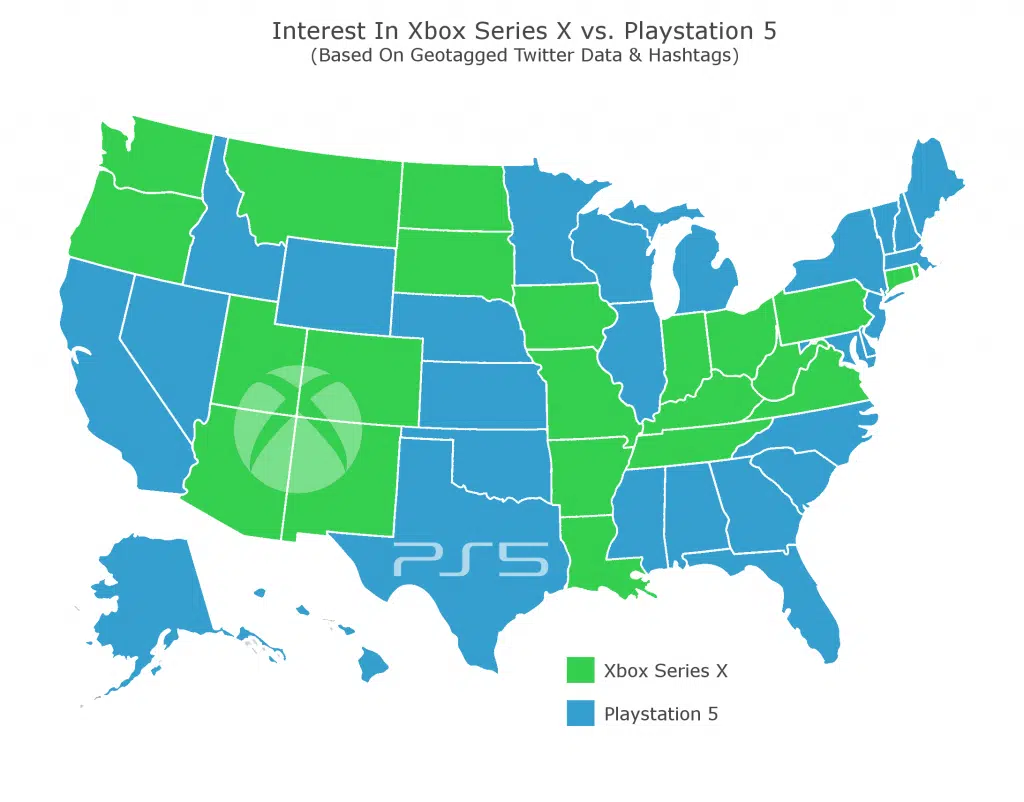 Interest In Xbox Series X vs. Playstation 5
(Based On Geotagged Twitter Data & Hashtags)
PS5
Xbox Series X
Playstation 5